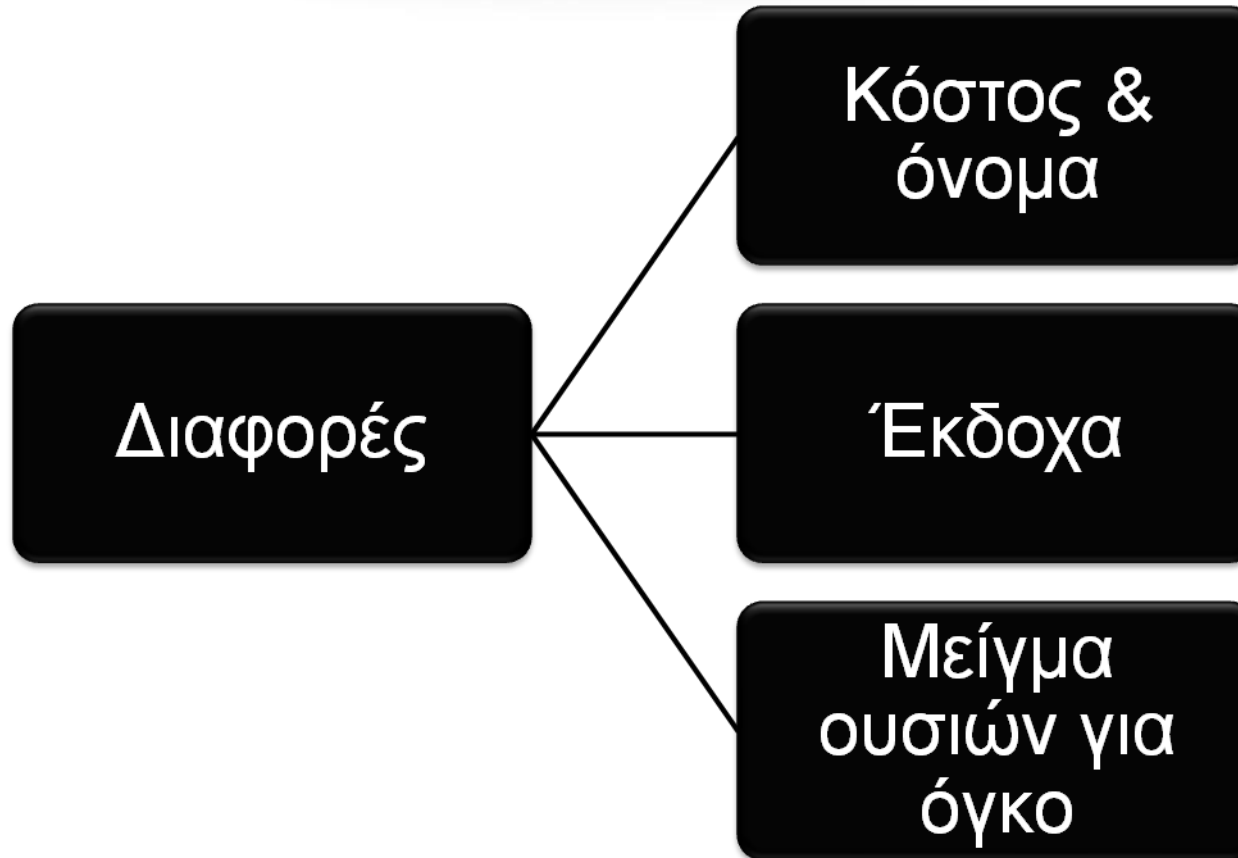 Διαφορές
Κόστος &
όνομα
Έκδοχα
Μείγμα
ουσιών για
όγκο